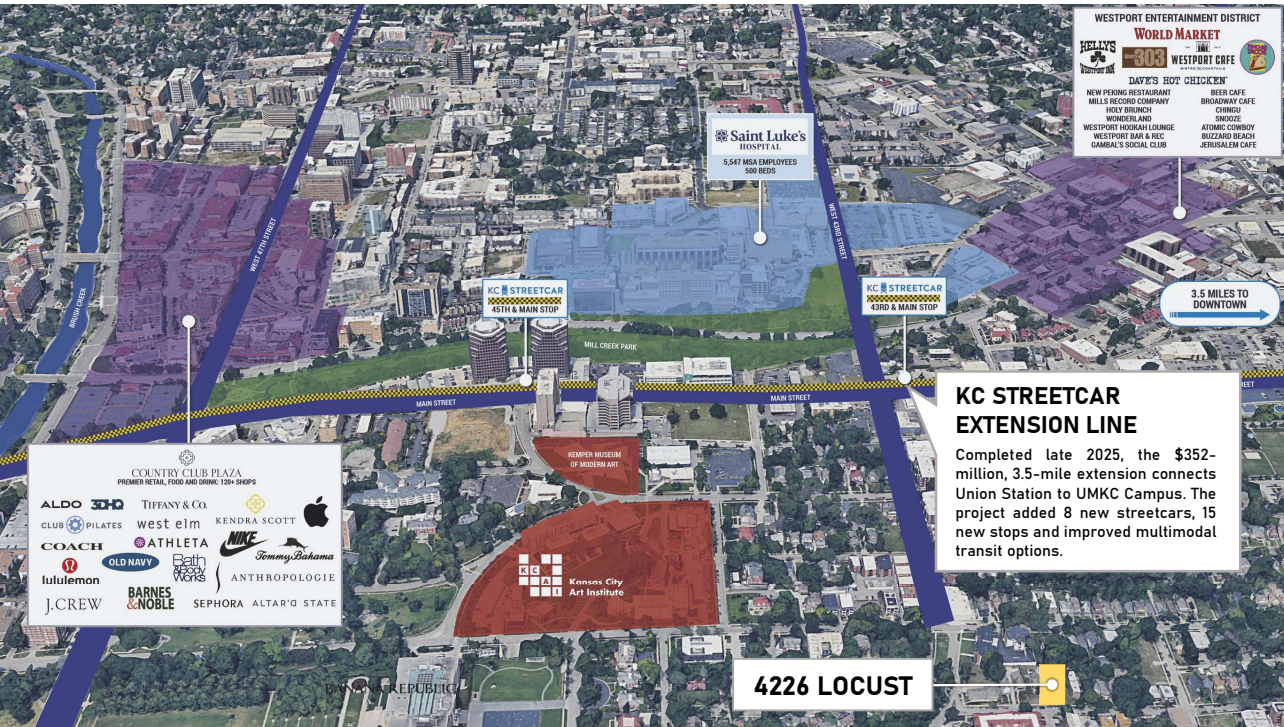 WESTPORT ENTERTAINMENT DISTRICT
WORLD MARKET
KELLY'S
WESTPORT INN
303
WESTPORT CAFE
BISTRO & COCKTAILS
DAVE'S HOT CHICKEN
NEW PEKING RESTAURANT
MILLS RECORD COMPANY
HOLY BRUNCH
WONDERLAND
WESTPORT HOOKAH LOUNGE
WESTPORT BAR & REC
GAMBAL'S SOCIAL CLUB
BEER CAFE
BROADWAY CAFE
CHINGU
SNOOZE
ATOMIC COWBOY
BUZZARD BEACH
JERUSALEM CAFE
Saint Luke's
HOSPITAL
5,547 MSA EMPLOYEES
500 BEDS
WEST 47TH STREET
WEST 43RD STREET
BRUSH CREEK
KC STREETCAR
45TH & MAIN STOP
KC STREETCAR
43RD & MAIN STOP
3.5 MILES TO
DOWNTOWN
MILL CREEK PARK
MAIN STREET
MAIN STREET
REET
KC STREETCAR
EXTENSION LINE
Completed late 2025, the $352-
million, 3.5-mile extension connects
Union Station to UMKC Campus. The
project added 8 new streetcars, 15
new stops and improved multimodal
transit options.
KEMPER MUSEUM
OF MODERN ART
COUNTRY CLUB PLAZA
PREMIER RETAIL, FOOD AND DRINK: 120+ SHOPS
ALDO
3DHQ
TIFFANY & CO.
KENDRA SCOTT
CLUB PILATES
west elm
COACH
ATHLETA
NIKE
Tommy Bahama
lululemon
OLD NAVY
Bath & Body Works
ANTHROPOLOGIE
J.CREW
BARNES
&NOBLE
SEPHORA
ALTAR'D STATE
KCAI
Kansas City
Art Institute
BANANA REPUBLIC
4226 LOCUST